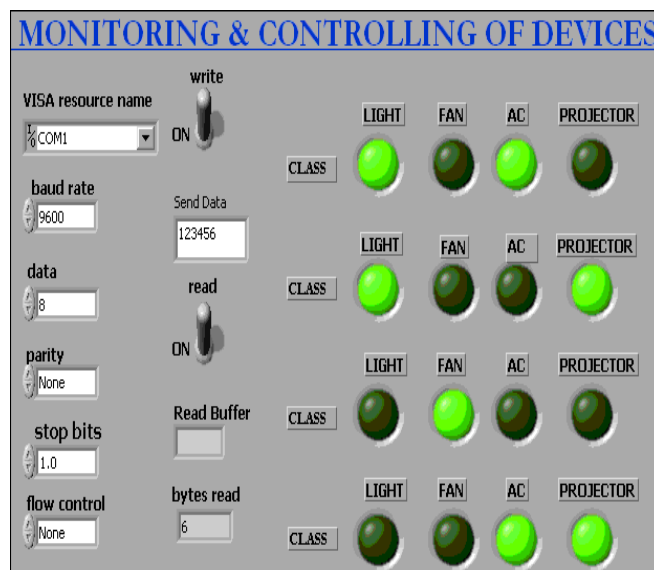 MONITORING & CONTROLLING OF DEVICES
VISA resource name
COM1
baud rate
9600
data
8
parity
None
stop bits
1.0
flow control
None
write
ON
Send Data
123456
read
ON
Read Buffer
bytes read
6
LIGHT FAN AC PROJECTOR
CLASS
LIGHT FAN AC PROJECTOR
CLASS
LIGHT FAN AC PROJECTOR
CLASS
LIGHT FAN AC PROJECTOR
CLASS